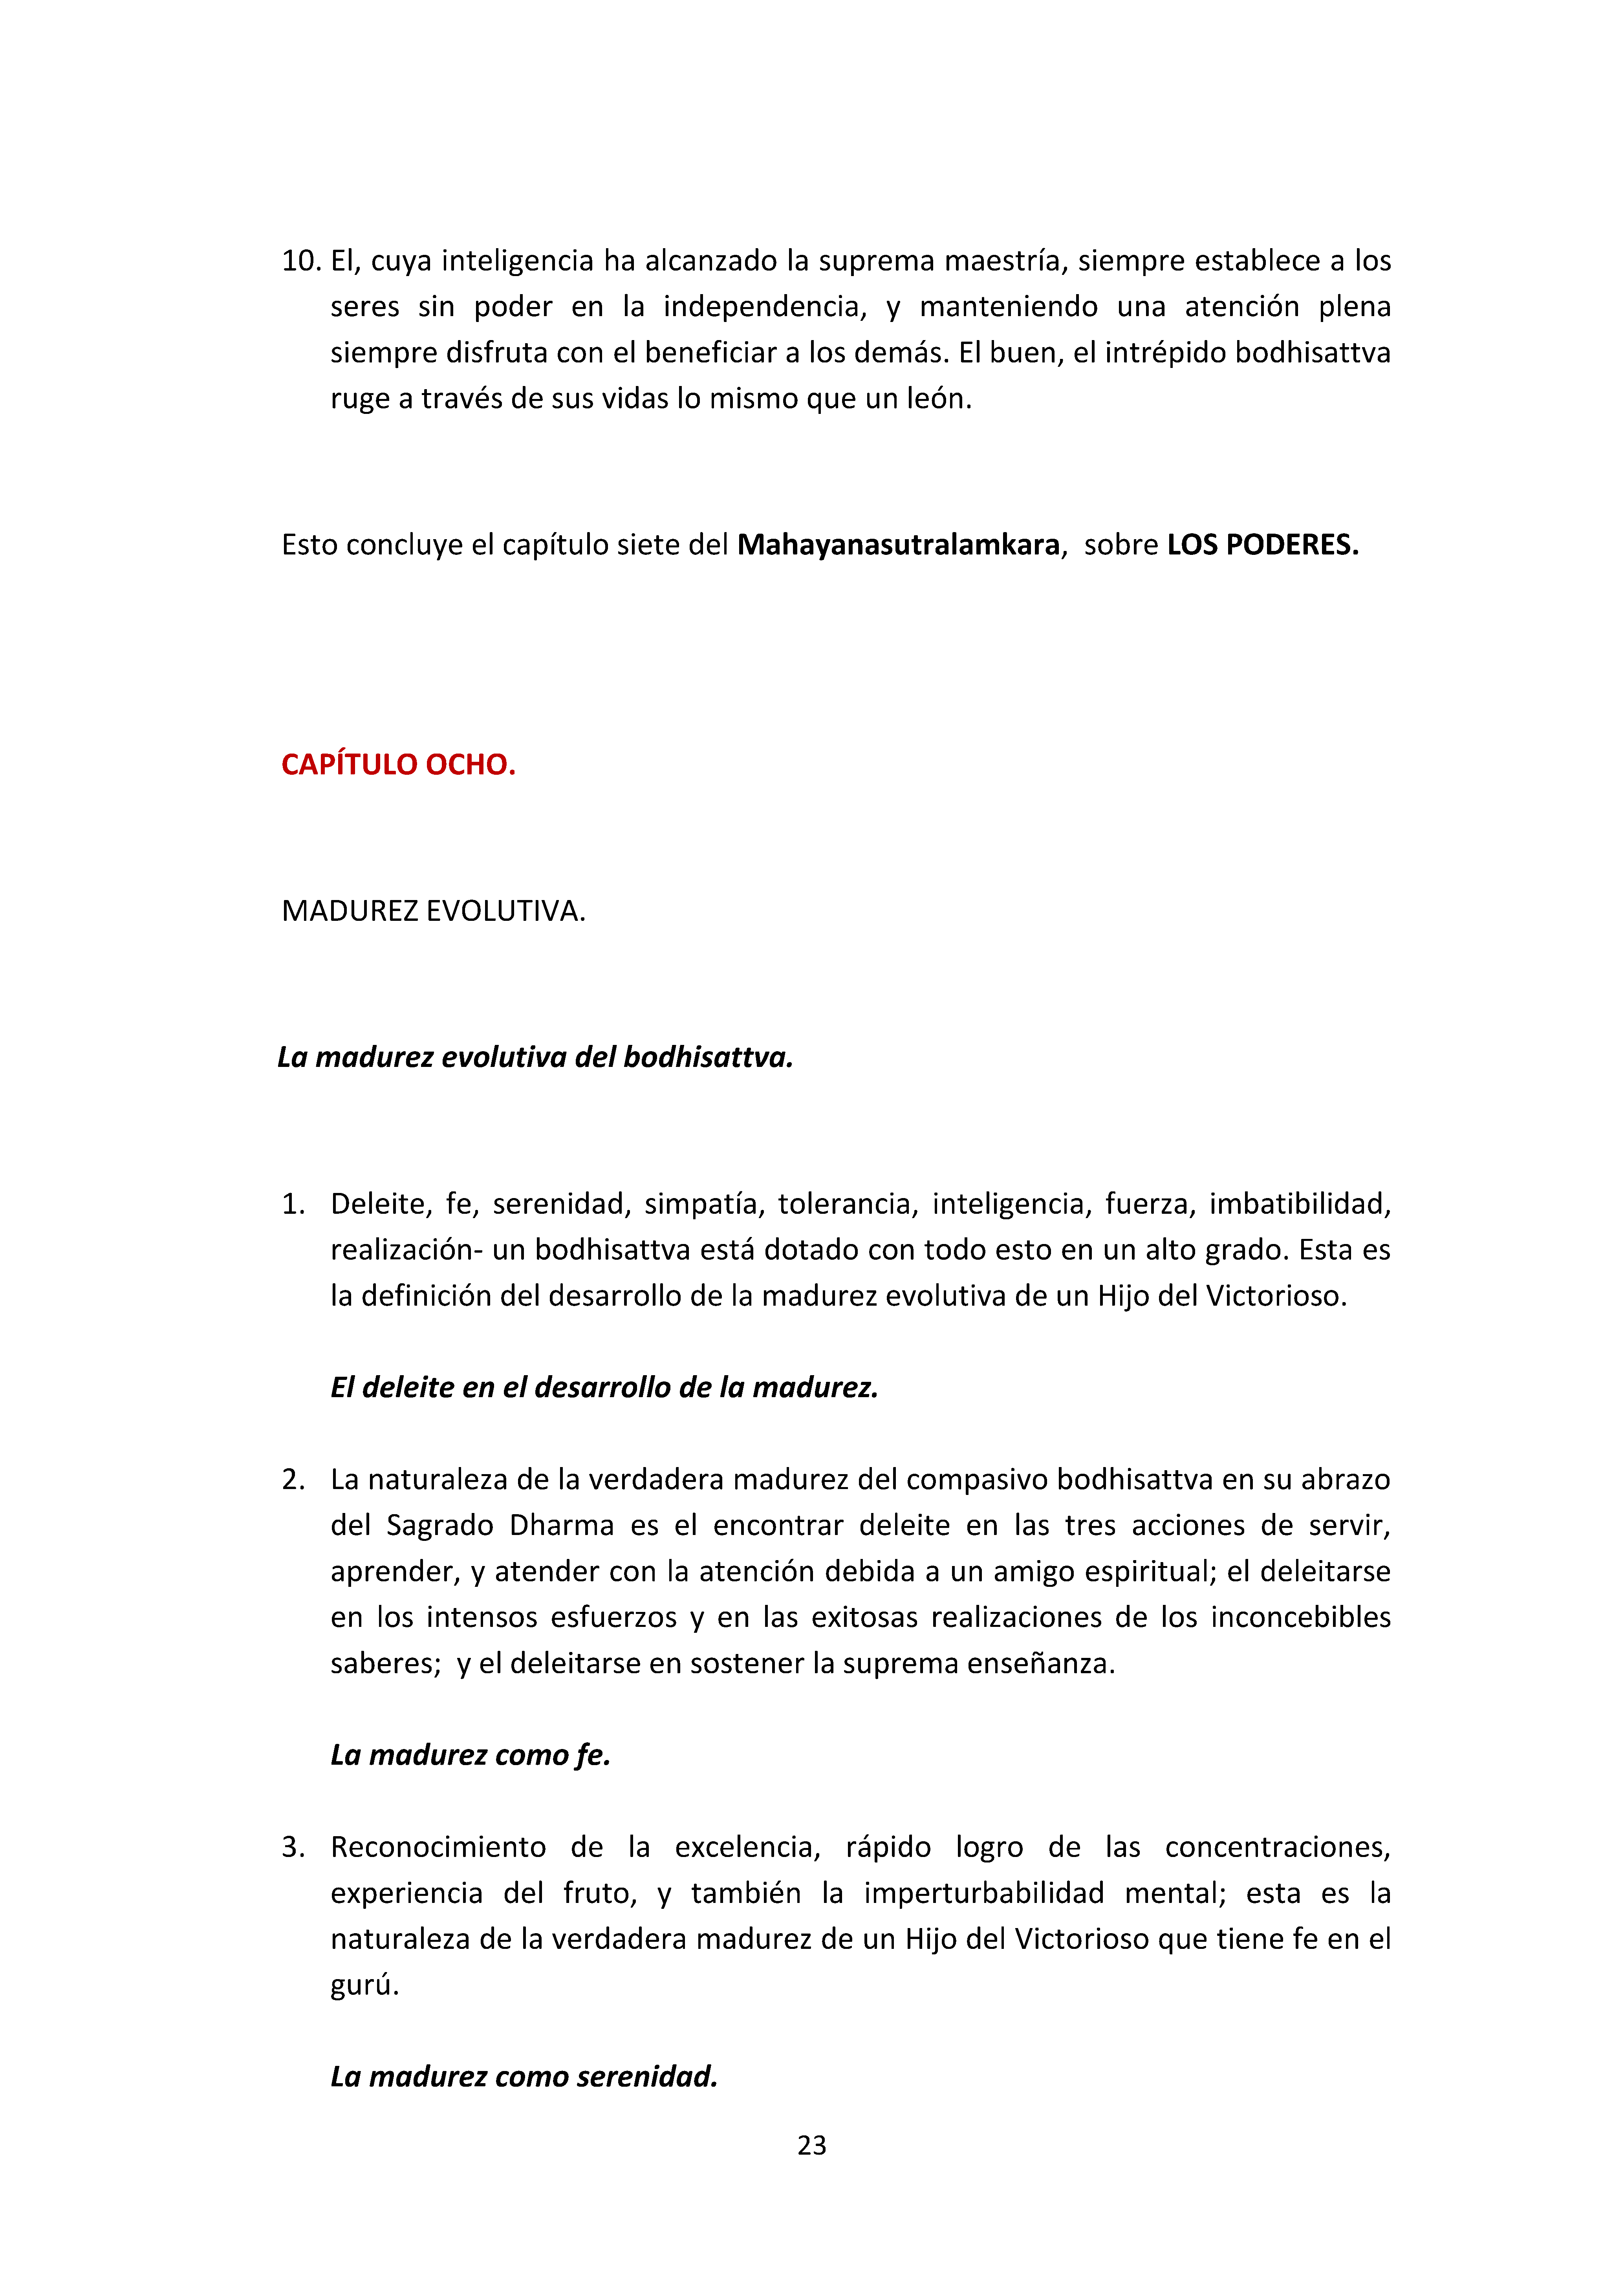 10. El, cuya inteligencia ha alcanzado la suprema maestría, siempre establece a los
seres sin poder en la independencia, y manteniendo una atención plena
siempre disfruta con el beneficiar a los demás. El buen, el intrépido bodhisattva
ruge a través de sus vidas lo mismo que un león.
Esto concluye el capítulo siete del Mahayanasutralamkara,  sobre LOS PODERES.
CAPÍTULO OCHO.
MADUREZ EVOLUTIVA.
La madurez evolutiva del bodhisattva.
1. Deleite, fe, serenidad, simpatía, tolerancia, inteligencia, fuerza, imbatibilidad,
realización- un bodhisattva está dotado con todo esto en un alto grado. Esta es
la definición del desarrollo de la madurez evolutiva de un Hijo del Victorioso.
El deleite en el desarrollo de la madurez.
2. La naturaleza de la verdadera madurez del compasivo bodhisattva en su abrazo
del Sagrado Dharma es el encontrar deleite en las tres acciones de servir,
aprender, y atender con la atención debida a un amigo espiritual; el deleitarse
en los intensos esfuerzos y en las exitosas realizaciones de los inconcebibles
saberes;  y el deleitarse en sostener la suprema enseñanza.
La madurez como fe.
3. Reconocimiento de la excelencia, rápido logro de las concentraciones,
experiencia del fruto, y también la imperturbabilidad mental; esta es la
naturaleza de la verdadera madurez de un Hijo del Victorioso que tiene fe en el
gurú.
La madurez como serenidad.
23